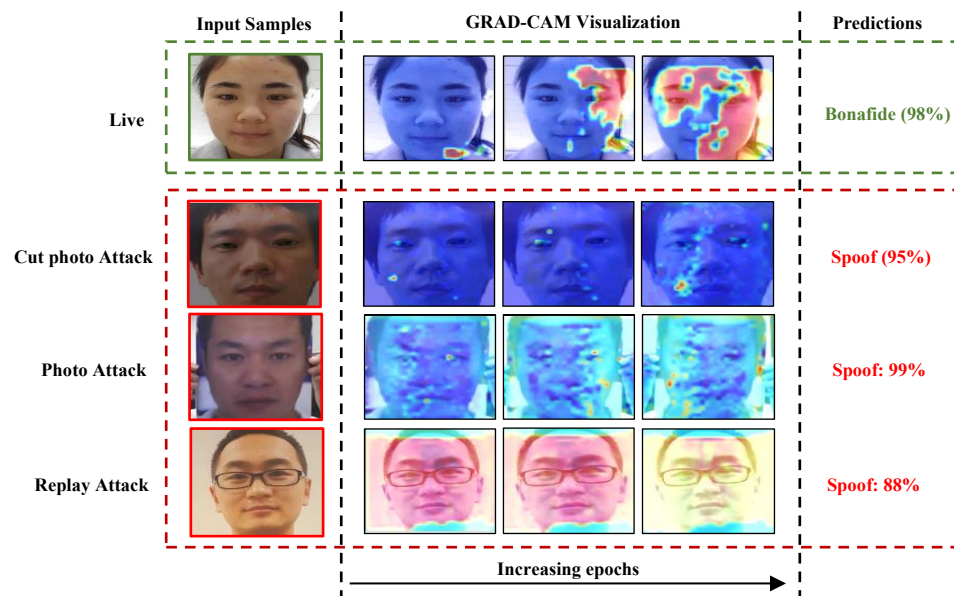 Input Samples
GRAD-CAM Visualization
Predictions
Live
Bonafide (98%)
Cut photo Attack
Spoof (95%)
Photo Attack
Spoof: 99%
Replay Attack
Spoof: 88%
Increasing epochs